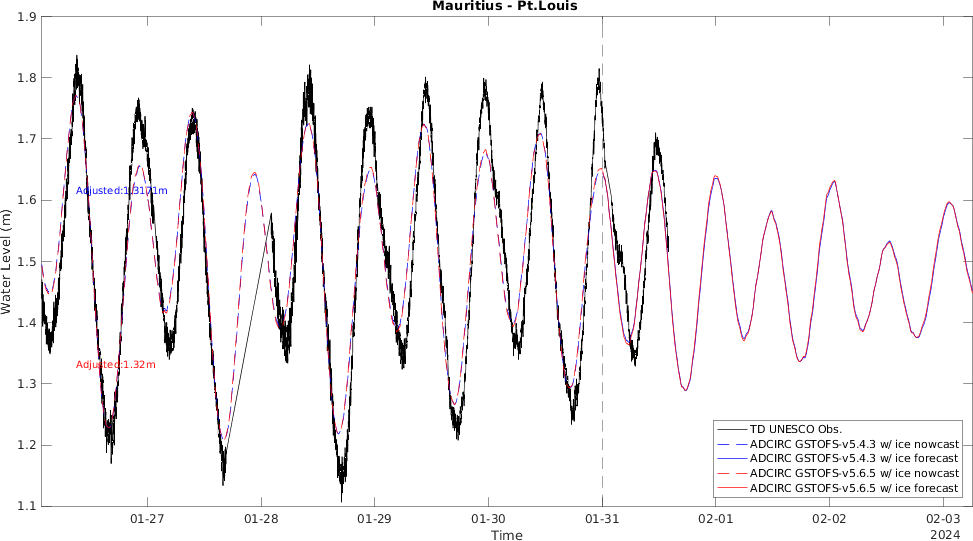 Mauritius - Pt.Louis
1.9
1.8
1.7
1.6
1.5
1.4
1.3
1.2
1.1
Water Level (m)
Adjusted:1.3171m
Adjusted:1.32m
TD UNESCO Obs.
ADCIRC GSTOFS-v5.4.3 w/ ice nowcast
ADCIRC GSTOFS-v5.4.3 w/ ice forecast
ADCIRC GSTOFS-v5.6.5 w/ ice nowcast
ADCIRC GSTOFS-v5.6.5 w/ ice forecast
01-27 01-28 01-29 01-30 01-31 02-01 02-02 02-03
Time
2024